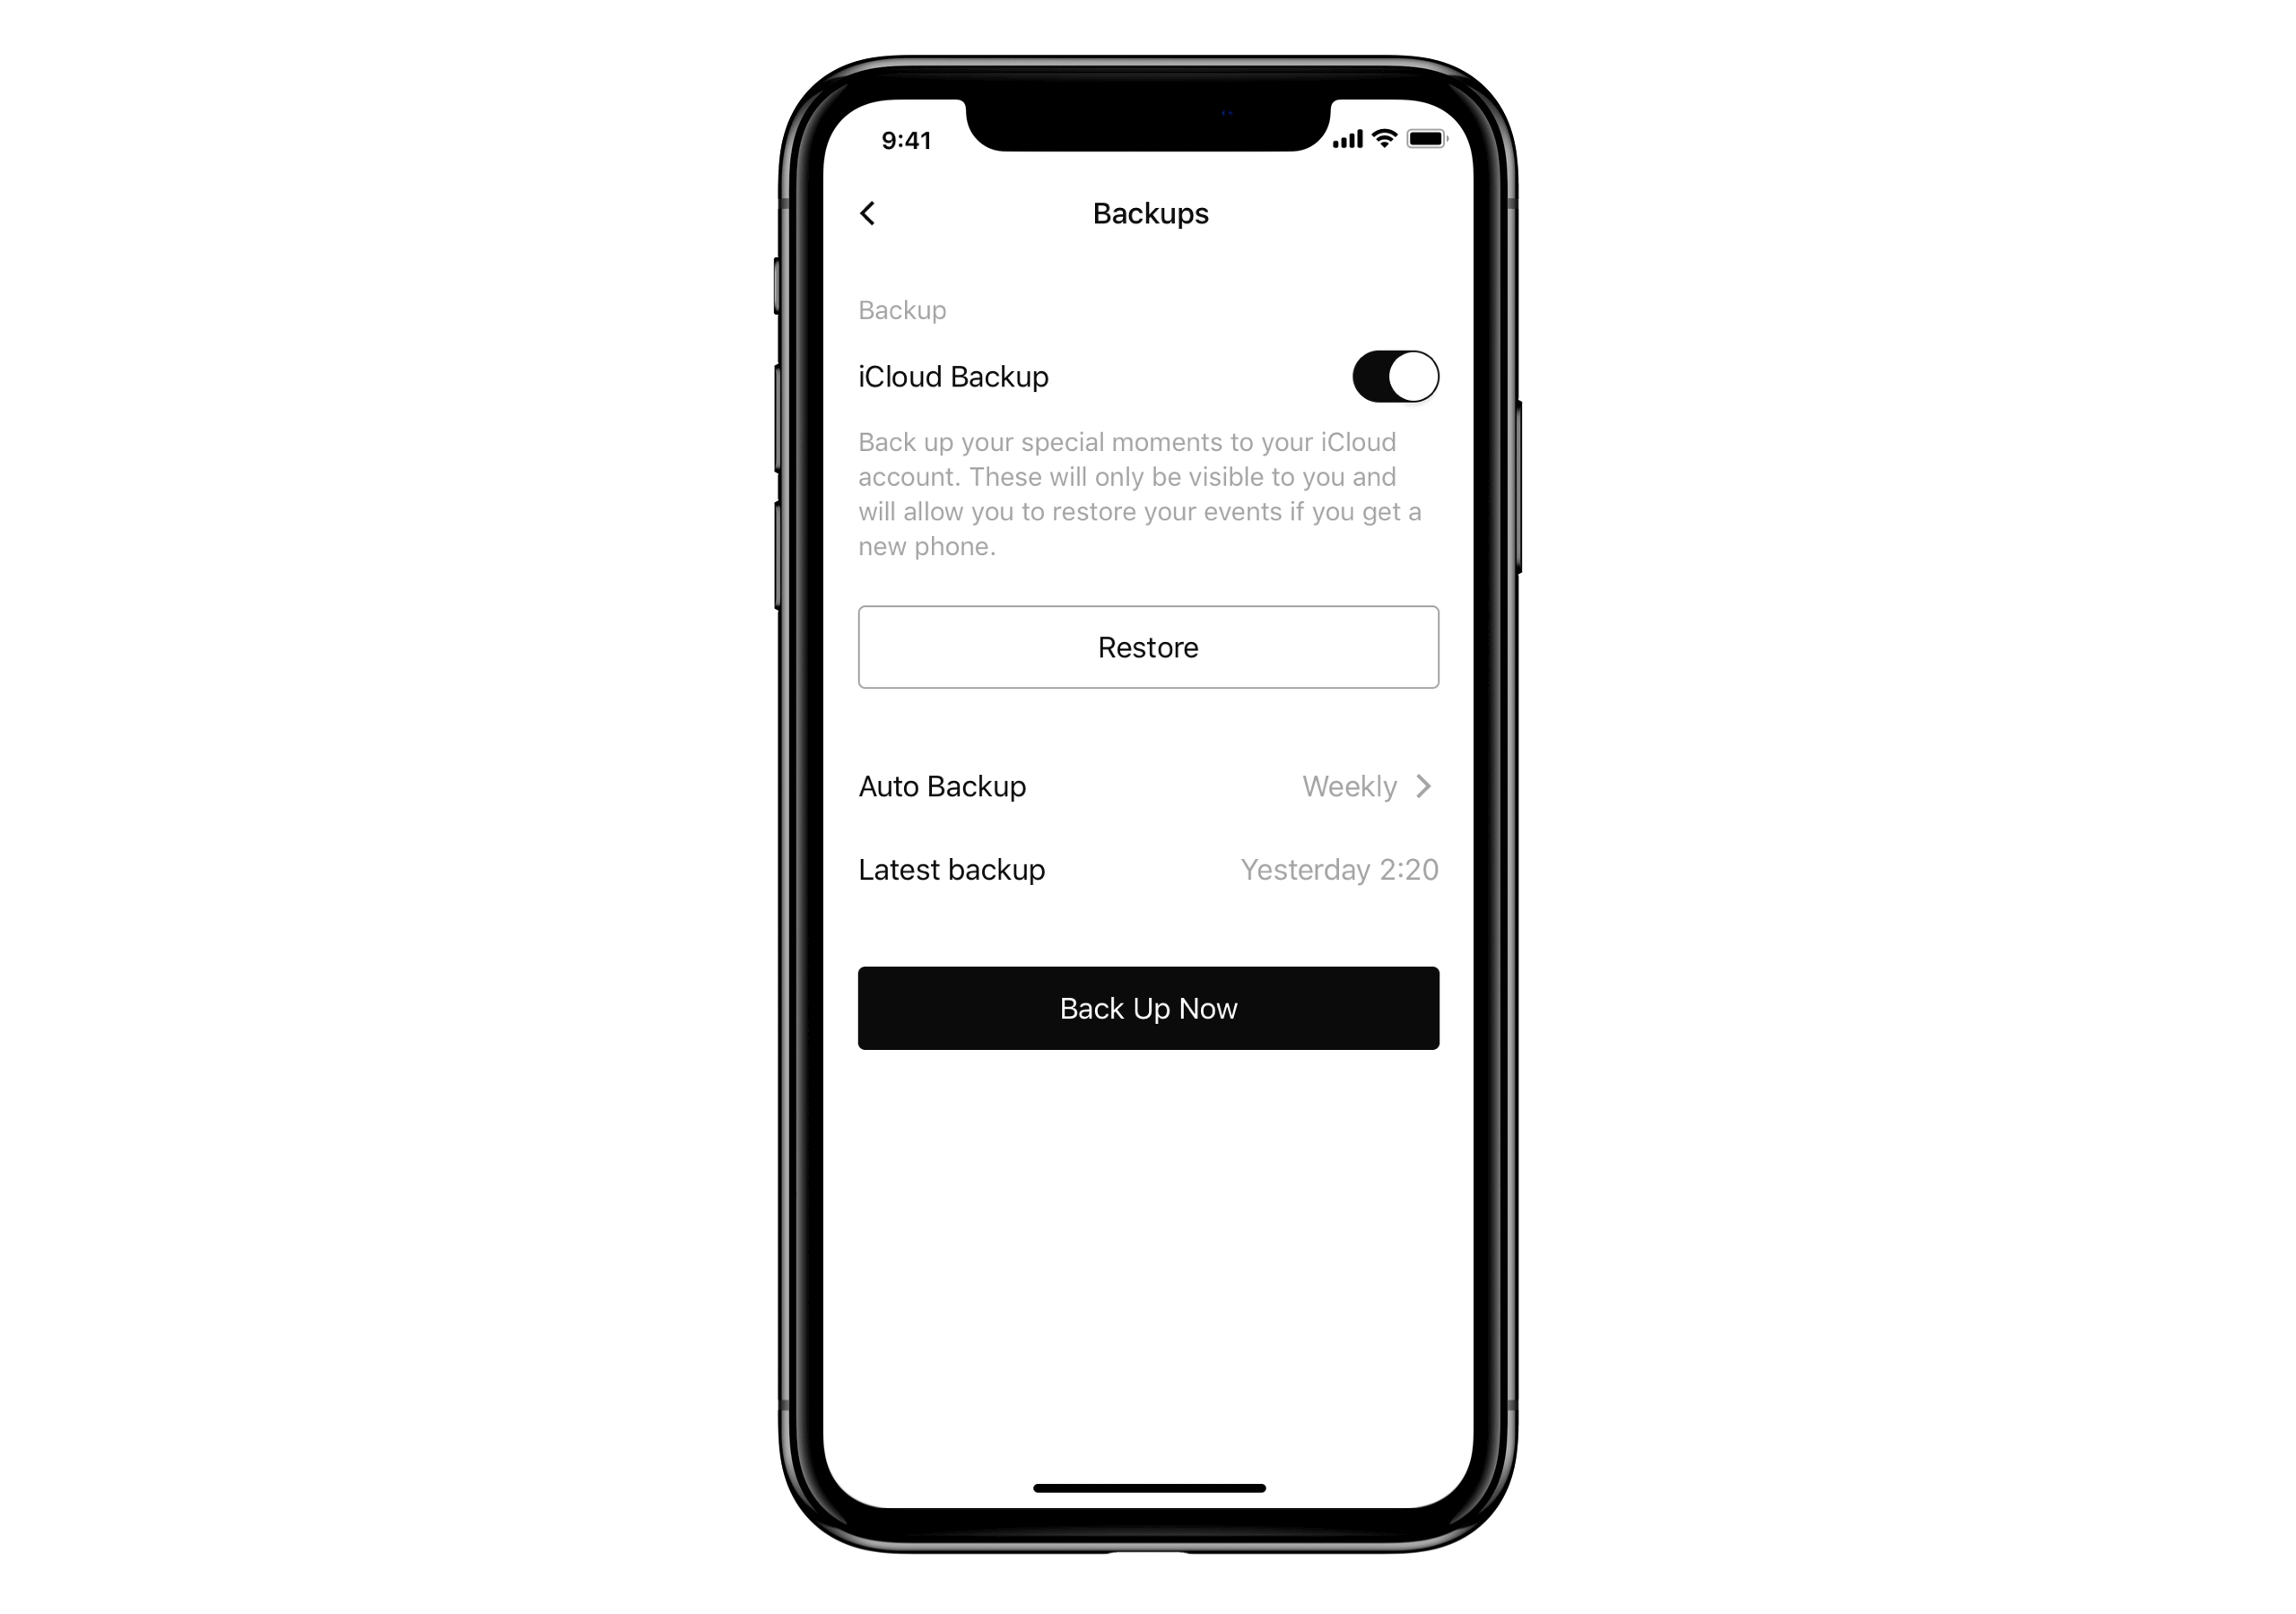 9:41
Backups
Backup
iCloud Backup
Back up your special moments to your iCloud
account. These will only be visible to you and
will allow you to restore your events if you get a
new phone.
Restore
Auto Backup Weekly
Latest backup Yesterday 2:20
Back Up Now